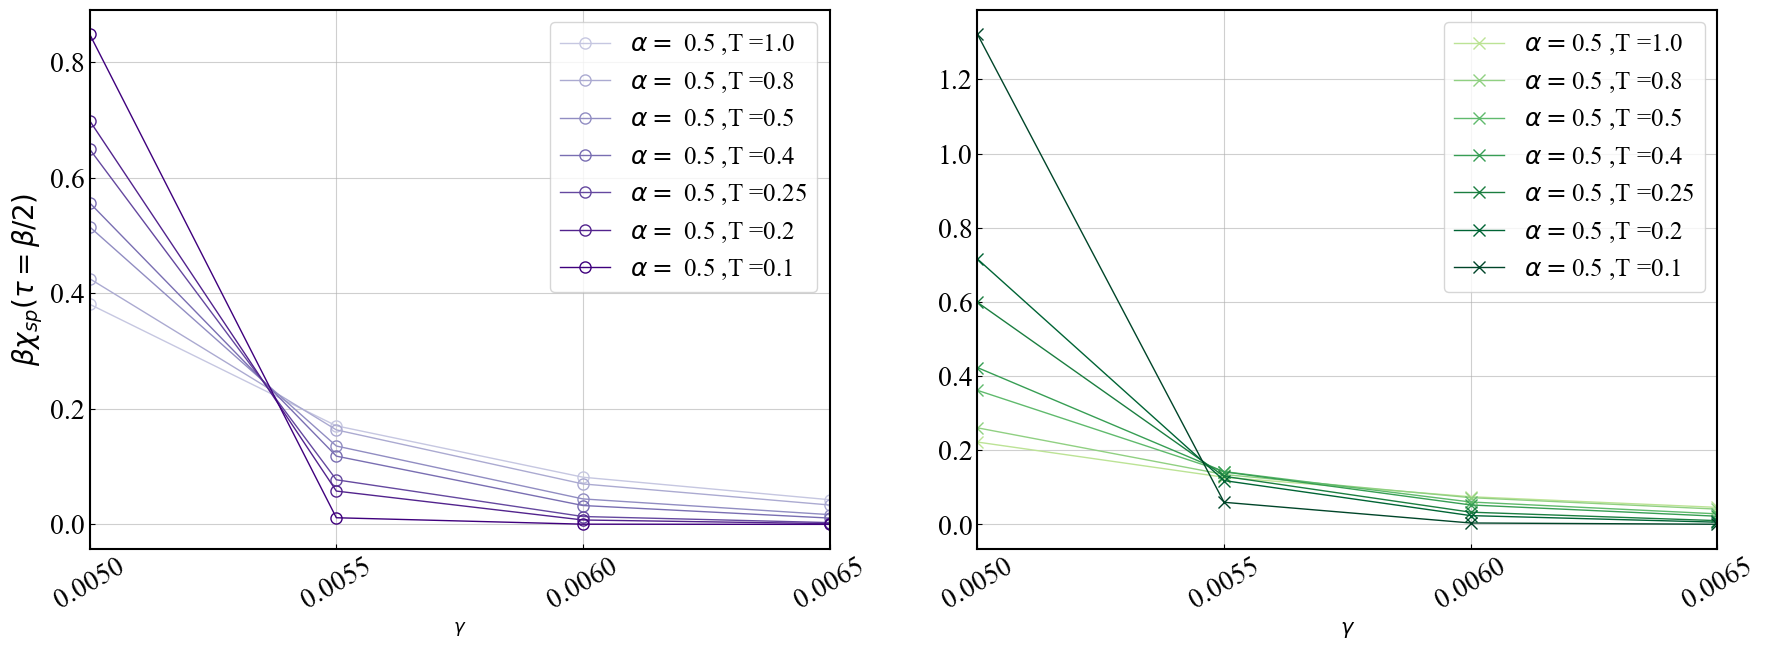 βχsp(τ = β/2)
0.8
0.6
0.4
0.2
0.0
0.0050
0.0055
0.0060
0.0065
γ
α = 0.5 ,T =1.0
α = 0.5 ,T =0.8
α = 0.5 ,T =0.5
α = 0.5 ,T =0.4
α = 0.5 ,T =0.25
α = 0.5 ,T =0.2
α = 0.5 ,T =0.1
1.2
1.0
0.8
0.6
0.4
0.2
0.0
0.0050
0.0055
0.0060
0.0065
γ
α = 0.5 ,T =1.0
α = 0.5 ,T =0.8
α = 0.5 ,T =0.5
α = 0.5 ,T =0.4
α = 0.5 ,T =0.25
α = 0.5 ,T =0.2
α = 0.5 ,T =0.1